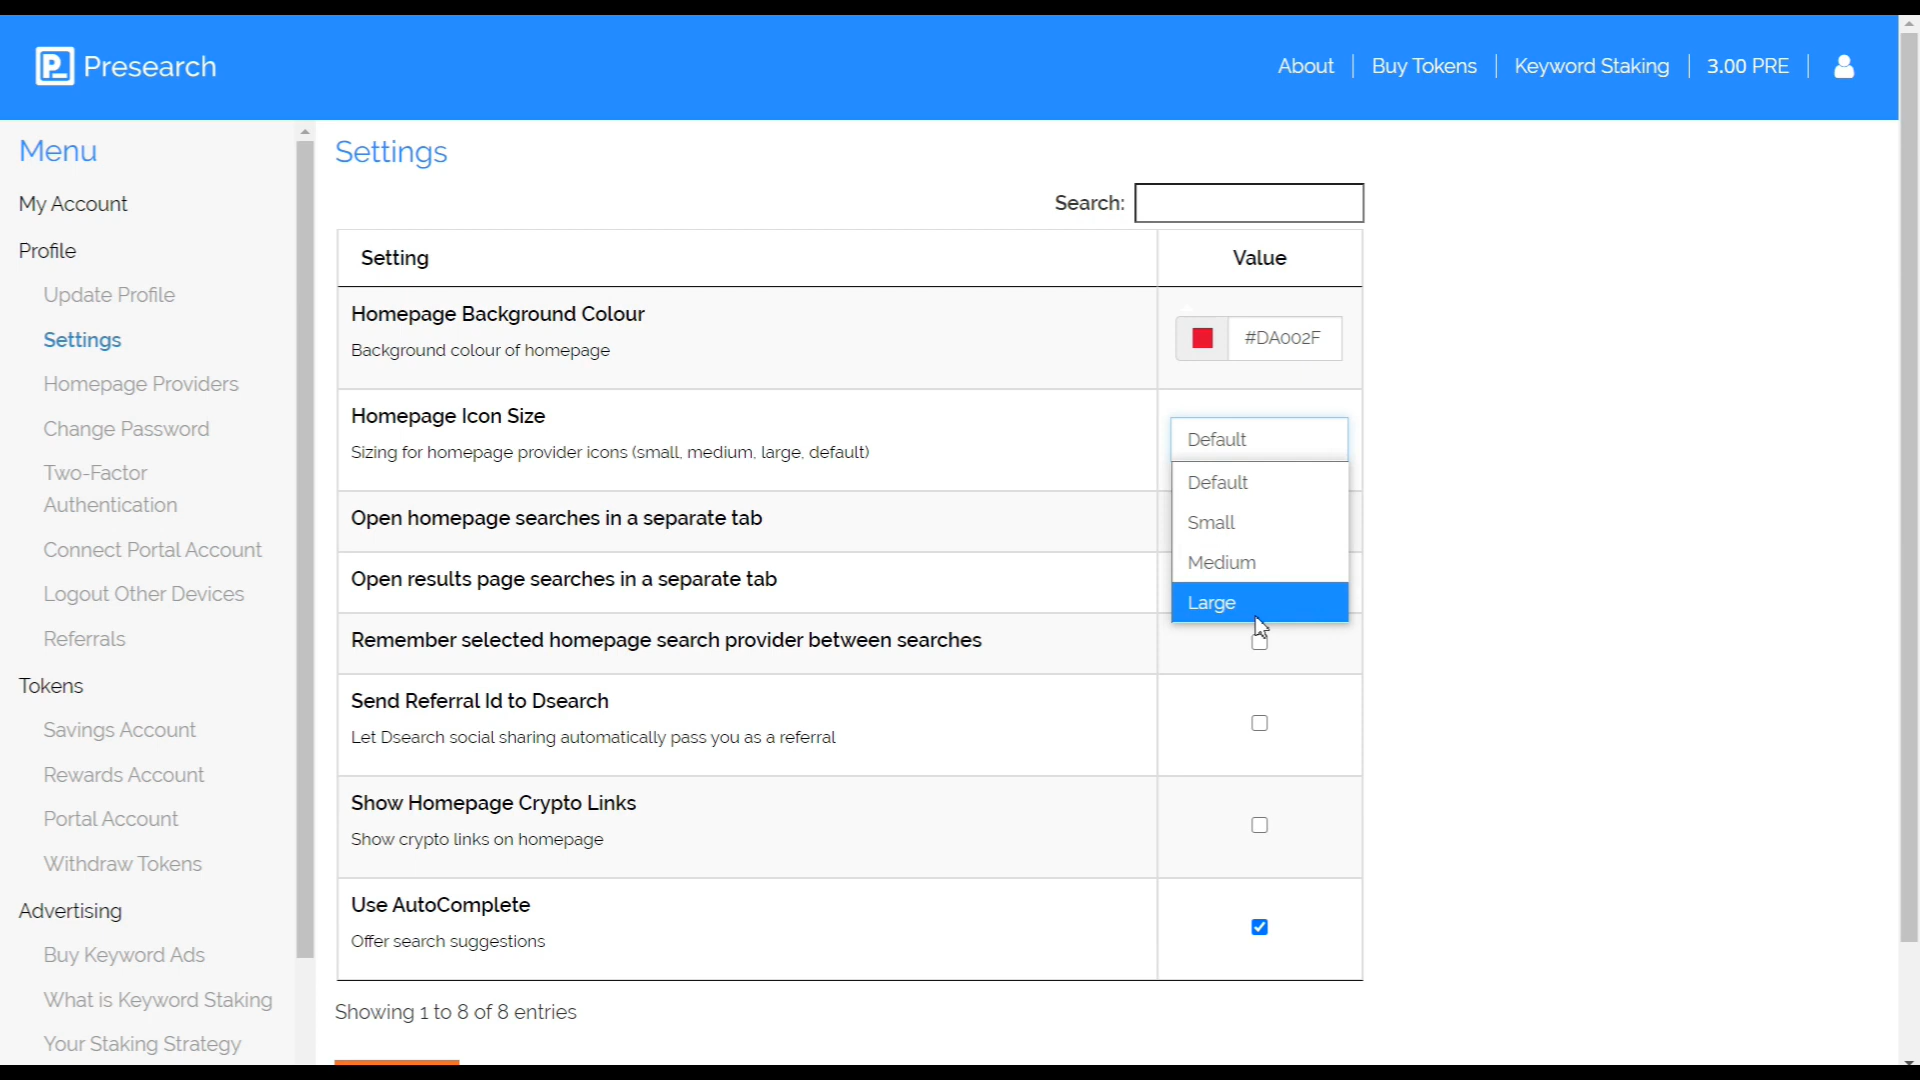 Presearch
About
Buy Tokens
Keyword Staking
3.00 PRE
Menu
My Account
Profile
Update Profile
Settings
Homepage Providers
Change Password
Two-Factor
Authentication
Connect Portal Account
Logout Other Devices
Referrals
Tokens
Savings Account
Rewards Account
Portal Account
Withdraw Tokens
Advertising
Buy Keyword Ads
What is Keyword Staking
Your Staking Strategy
Settings
Search:
Setting
Value
Homepage Background Colour
Background colour of homepage
#DA002F
Homepage Icon Size
Sizing for homepage provider icons (small, medium, large, default)
Default
Default
Small
Medium
Large
Open homepage searches in a separate tab
Open results page searches in a separate tab
Remember selected homepage search provider between searches
Send Referral Id to Dsearch
Let Dsearch social sharing automatically pass you as a referral
Show Homepage Crypto Links
Show crypto links on homepage
Use AutoComplete
Offer search suggestions
Showing 1 to 8 of 8 entries